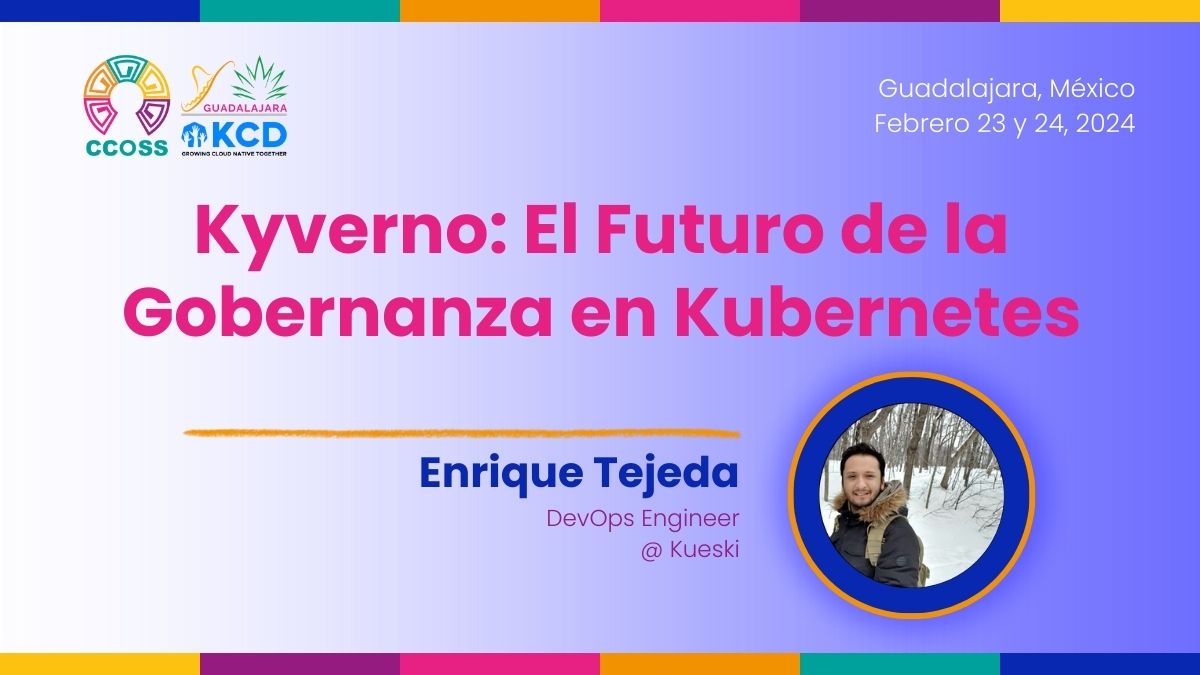 CCOSS
GUADALAJARA
KCD
GROWING CLOUD NATIVE TOGETHER
Guadalajara, México
Febrero 23 y 24, 2024
Kyverno: El Futuro de la
Gobernanza en Kubernetes
Enrique Tejeda
DevOps Engineer
@ Kueski